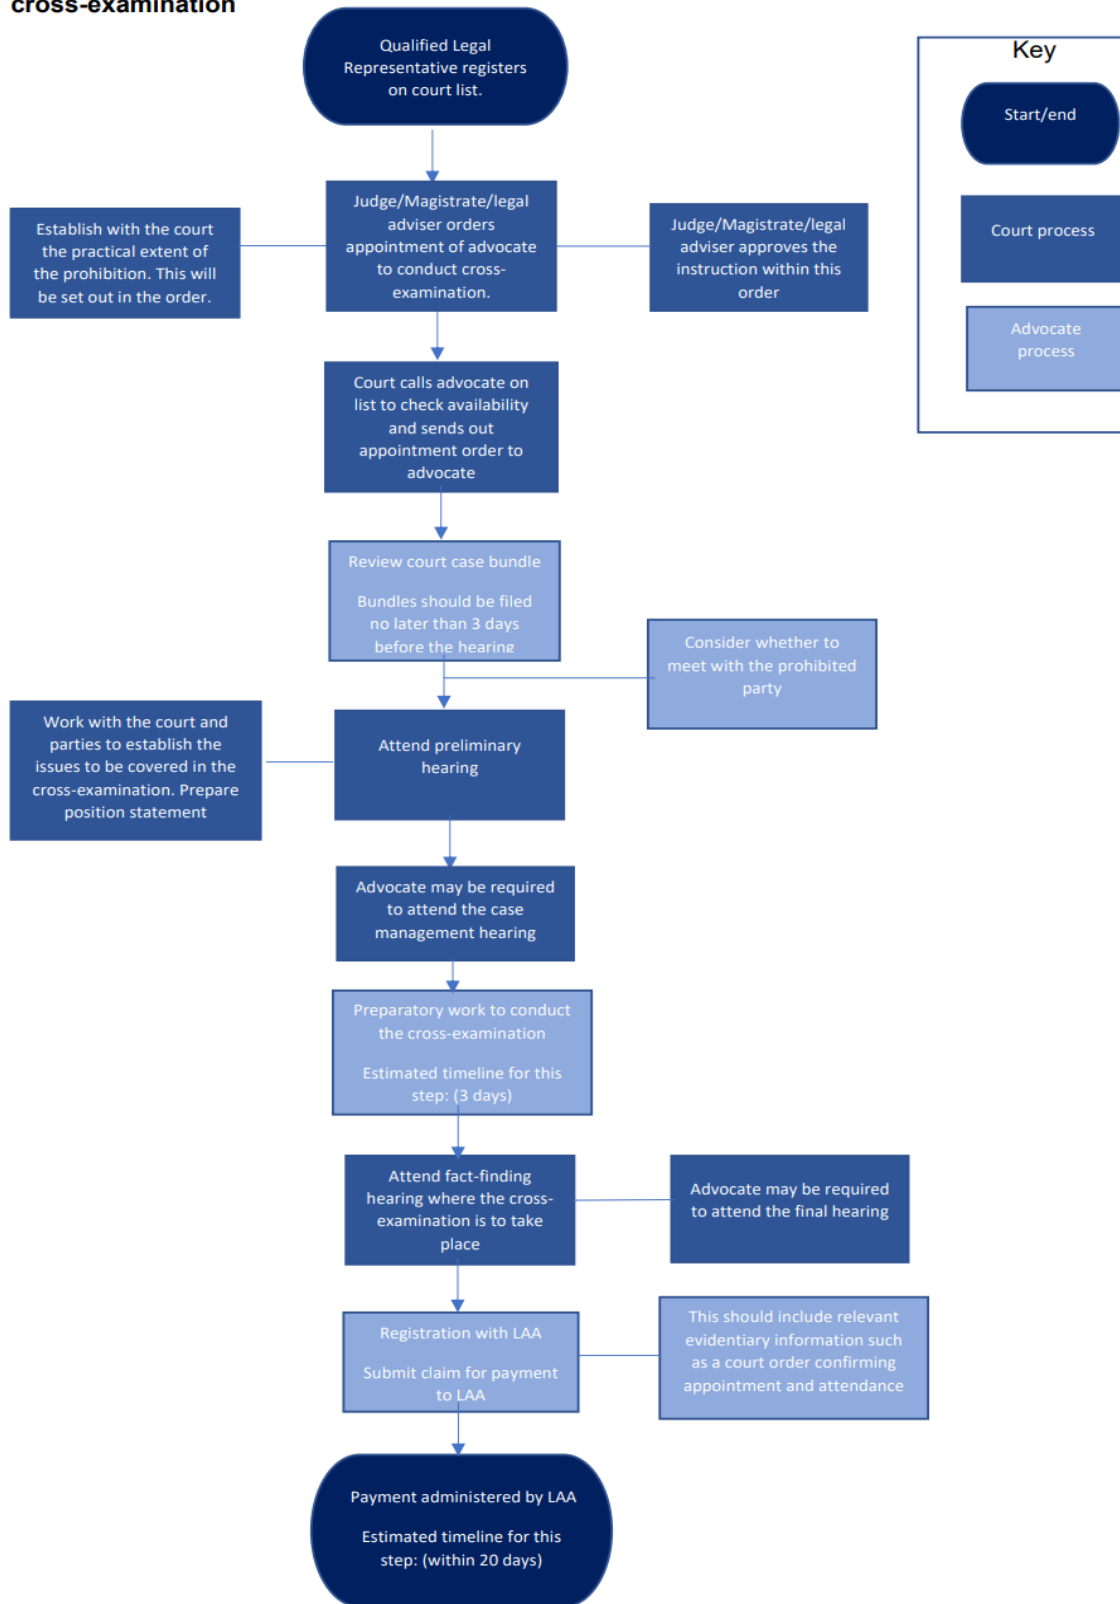 cross-examination
Qualified Legal
Representative registers
on court list.
Key
Start/end
Court process
Advocate
process
Establish with the court
the practical extent of
the prohibition. This will
be set out in the order.
Judge/Magistrate/legal
adviser orders
appointment of advocate
to conduct cross-
examination.
Judge/Magistrate/legal
adviser approves the
instruction within this
order
Court calls advocate on
list to check availability
and sends out
appointment order to
advocate
Review court case bundle
Bundles should be filed
no later than 3 days
before the hearing
Consider whether to
meet with the prohibited
party
Work with the court and
parties to establish the
issues to be covered in the
cross-examination. Prepare
position statement
Attend preliminary
hearing
Advocate may be required
to attend the case
management hearing
Preparatory work to conduct
the cross-examination
Estimated timeline for this
step: (3 days)
Attend fact-finding
hearing where the cross-
examination is to take
place
Advocate may be required
to attend the final hearing
Registration with LAA
Submit claim for payment
to LAA
This should include relevant
evidentiary information such
as a court order confirming
appointment and attendance
Payment administered by LAA
Estimated timeline for this
step: (within 20 days)